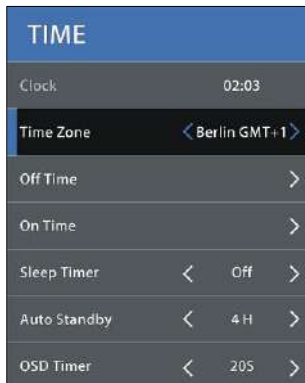 TIME
Clock 02:03
Time Zone Berlin GMT+1
Off Time
On Time
Sleep Timer Off
Auto Standby 4 H
OSD Timer 20S